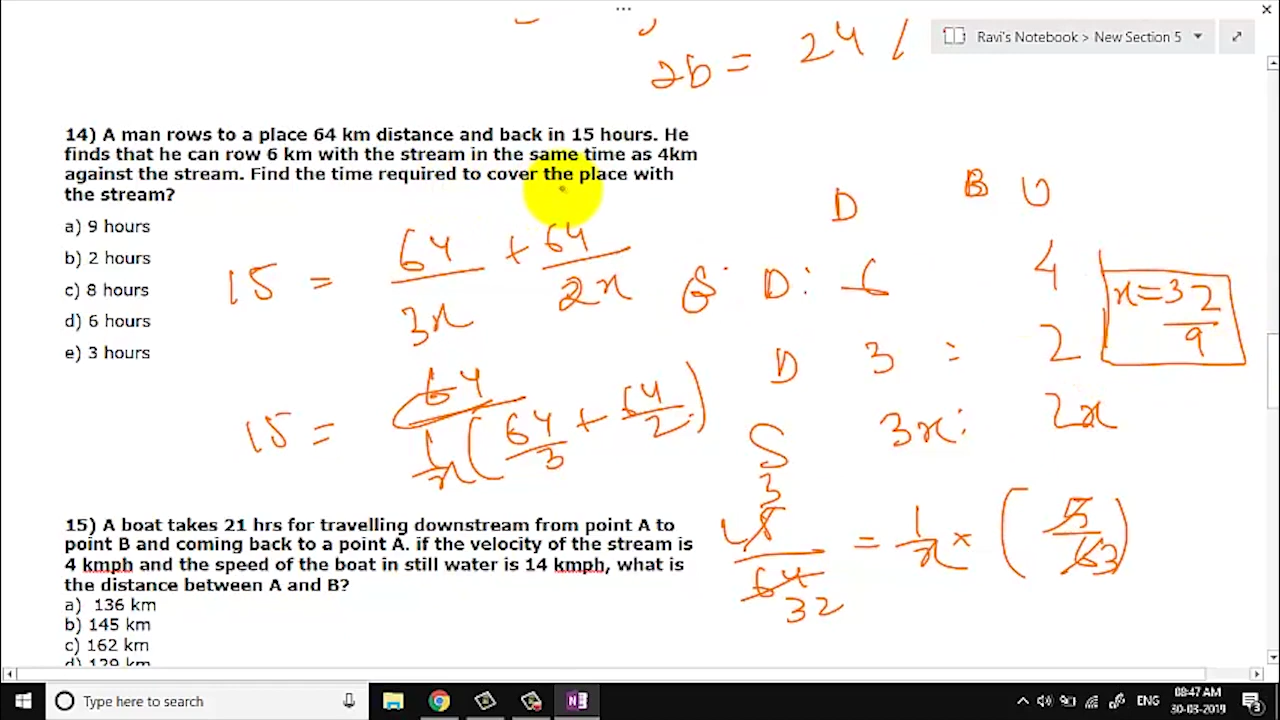 Ravi's Notebook > New Section 5
2b = 24
14) A man rows to a place 64 km distance and back in 15 hours. He
finds that he can row 6 km with the stream in the same time as 4km
against the stream. Find the time required to cover the place with
the stream?
a) 9 hours
b) 2 hours
c) 8 hours
d) 6 hours
e) 3 hours
15 = 64/3x + 64/2x
15 = 1/x (64/3 + 64/2)
D B U
D: 6 4
D 3 : 2
S 3x : 2x
x = 32/9
= 1/x × (
15) A boat takes 21 hrs for travelling downstream from point A to
point B and coming back to a point A. if the velocity of the stream is
4 kmph and the speed of the boat in still water is 14 kmph, what is
the distance between A and B?
a) 136 km
b) 145 km
c) 162 km
d) 129 km
Type here to search
ENG
08:47 AM
30-03-2019